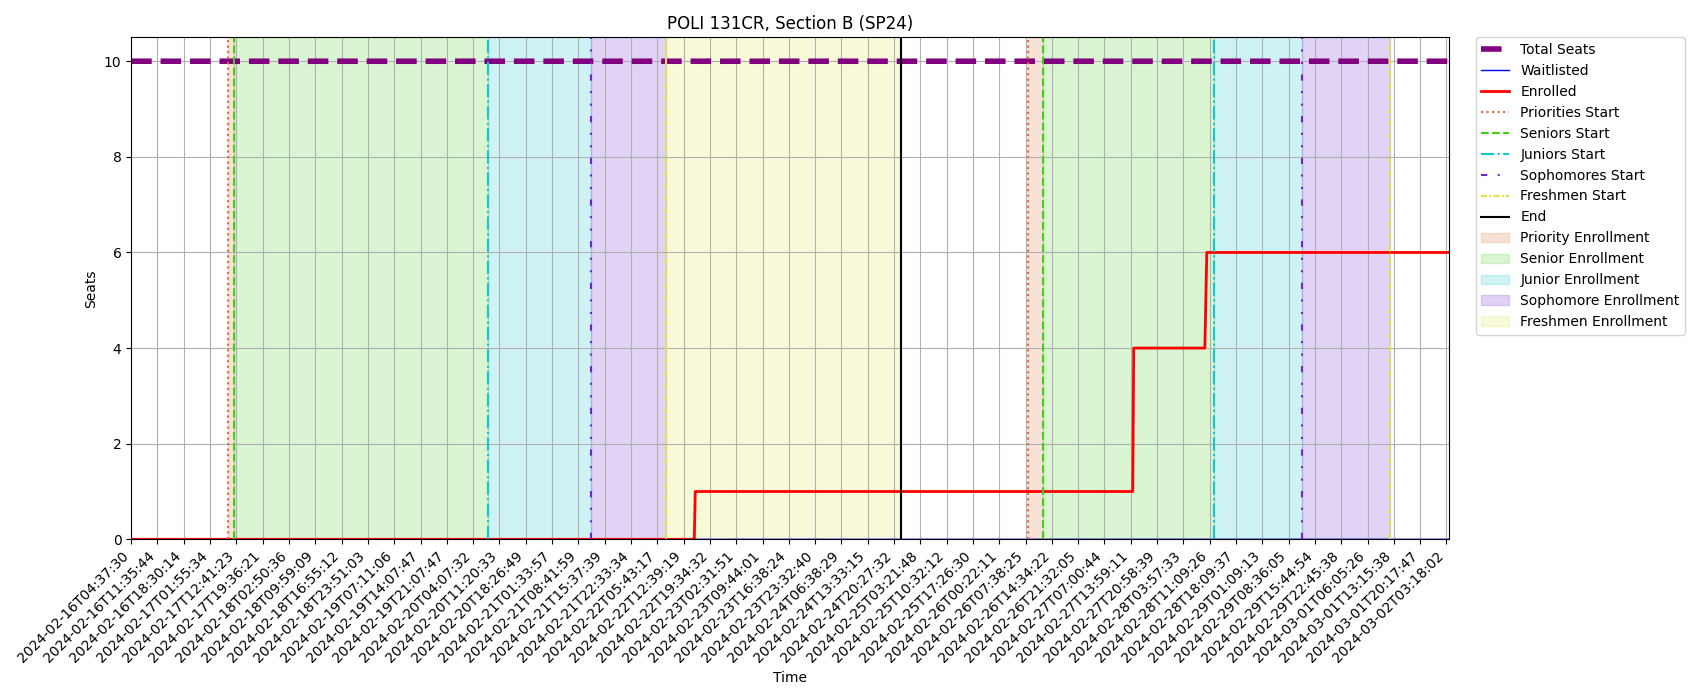 POLI 131CR, Section B (SP24)
Seats
10
8
6
4
2
0
2024-02-16T04:37:30
2024-02-16T11:35:44
2024-02-16T18:30:14
2024-02-17T01:55:34
2024-02-17T12:41:23
2024-02-17T19:36:21
2024-02-18T02:50:36
2024-02-18T09:59:09
2024-02-18T16:55:12
2024-02-18T23:51:03
2024-02-19T07:11:06
2024-02-19T14:07:47
2024-02-19T21:07:47
2024-02-20T04:07:32
2024-02-20T11:20:33
2024-02-20T18:26:49
2024-02-21T01:33:57
2024-02-21T08:41:59
2024-02-21T15:37:39
2024-02-21T22:33:34
2024-02-22T05:43:17
2024-02-22T12:39:19
2024-02-22T19:34:32
2024-02-23T02:31:51
2024-02-23T09:44:01
2024-02-23T16:38:24
2024-02-23T23:32:40
2024-02-24T06:38:29
2024-02-24T13:33:15
2024-02-24T20:27:32
2024-02-25T03:21:48
2024-02-25T10:32:12
2024-02-25T17:26:30
2024-02-26T00:22:11
2024-02-26T07:38:25
2024-02-26T14:34:22
2024-02-26T21:32:05
2024-02-27T07:00:44
2024-02-27T13:59:11
2024-02-27T20:58:39
2024-02-28T03:57:33
2024-02-28T11:09:26
2024-02-28T18:09:37
2024-02-29T01:09:13
2024-02-29T08:36:05
2024-02-29T15:44:54
2024-02-29T22:45:38
2024-03-01T06:05:26
2024-03-01T13:15:38
2024-03-01T20:17:47
2024-03-02T03:18:02
Time
Total Seats
Waitlisted
Enrolled
Priorities Start
Seniors Start
Juniors Start
Sophomores Start
Freshmen Start
End
Priority Enrollment
Senior Enrollment
Junior Enrollment
Sophomore Enrollment
Freshmen Enrollment